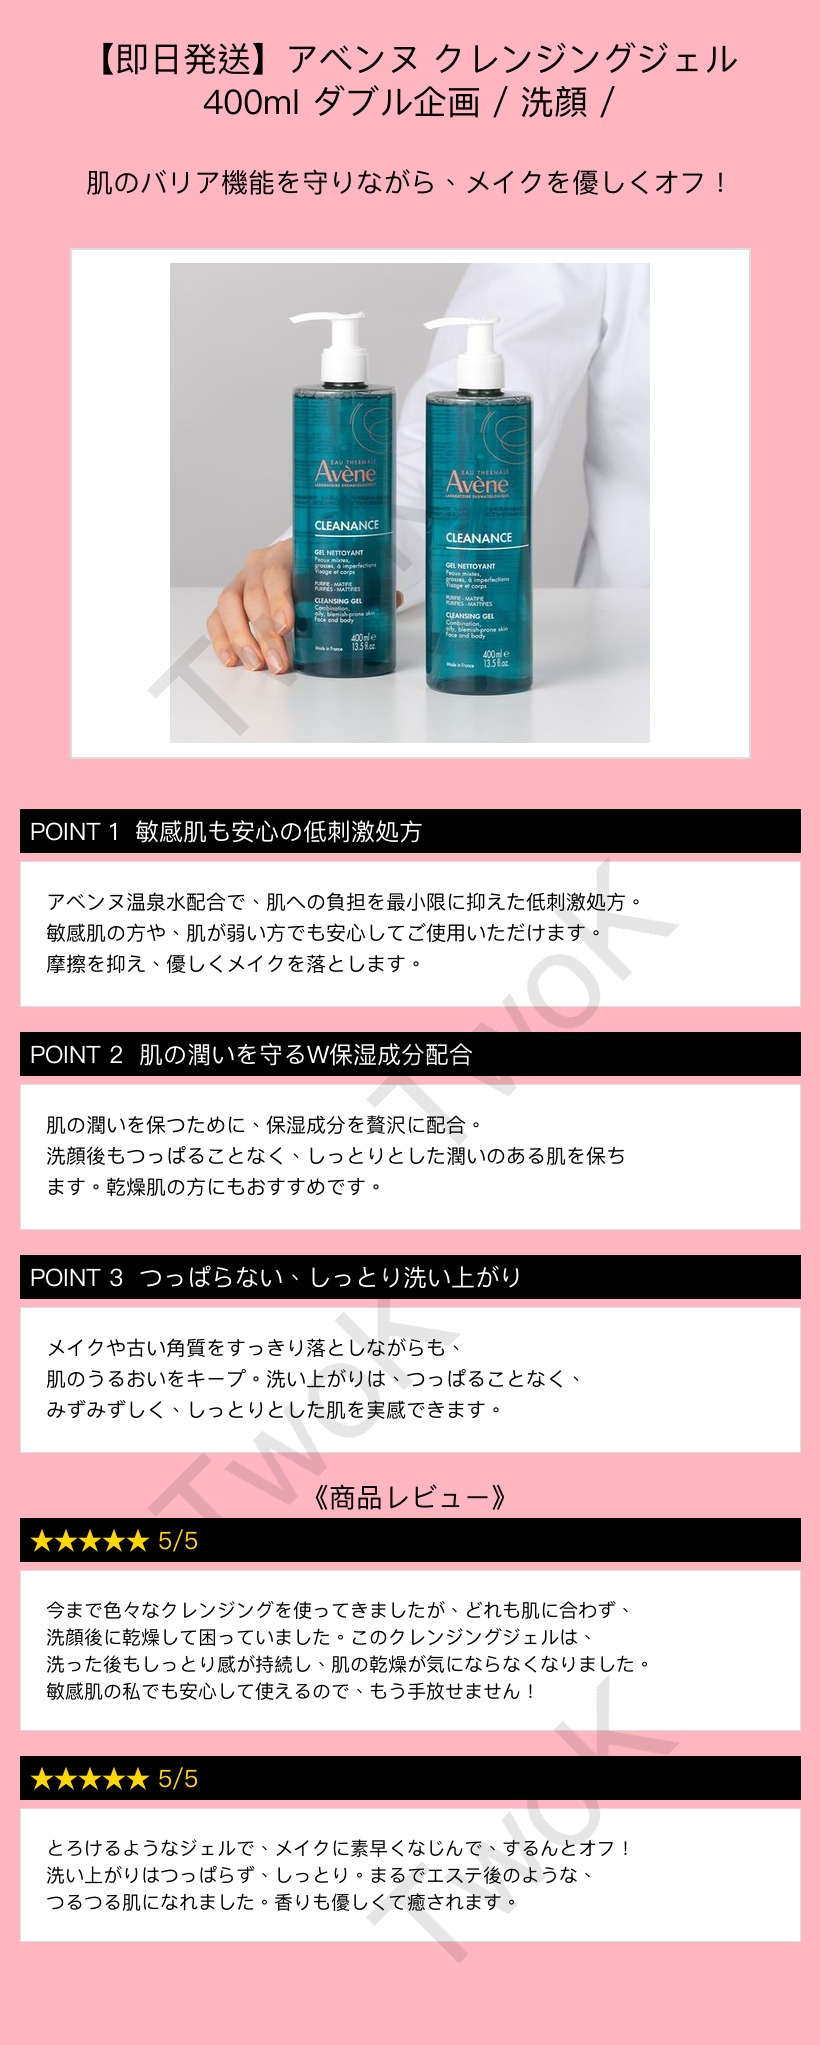 【即日発送】アベンヌ クレンジングジェル
400ml ダブル企画 / 洗顔 /
肌のバリア機能を守りながら、メイクを優しくオフ！
EAU THERMALE
Avène
LABORATOIRE DERMATOLOGIQUE
CLEANANCE
GEL NETTOYANT
Peaux mixtes,
grasses, à imperfections
Visage et corps
PURIFIE - MATIFIE
PURIFIES - MATTIFIES
CLEANSING GEL
Combination,
oily, blemish-prone skin
Face and body
400 ml ℮
Made in France 13.5 fl.oz.
EAU THERMALE
Avène
LABORATOIRE DERMATOLOGIQUE
CLEANANCE
GEL NETTOYANT
Peaux mixtes,
grasses, à imperfections
Visage et corps
PURIFIE - MATIFIE
PURIFIES - MATTIFIES
CLEANSING GEL
Combination,
oily, blemish-prone skin
Face and body
400 ml ℮
Made in France 13.5 fl.oz.
TwoK
POINT 1 敏感肌も安心の低刺激処方
アベンヌ温泉水配合で、肌への負担を最小限に抑えた低刺激処方。
敏感肌の方や、肌が弱い方でも安心してご使用いただけます。
摩擦を抑え、優しくメイクを落とします。
TwoK
POINT 2 肌の潤いを守るW保湿成分配合
肌の潤いを保つために、保湿成分を贅沢に配合。
洗顔後もつっぱることなく、しっとりとした潤いのある肌を保ち
ます。乾燥肌の方にもおすすめです。
POINT 3 つっぱらない、しっとり洗い上がり
メイクや古い角質をすっきり落としながらも、
肌のうるおいをキープ。洗い上がりは、つっぱることなく、
みずみずしく、しっとりとした肌を実感できます。
TwoK
《商品レビュー》
★★★★★ 5/5
今まで色々なクレンジングを使ってきましたが、どれも肌に合わず、
洗顔後に乾燥して困っていました。このクレンジングジェルは、
洗った後もしっとり感が持続し、肌の乾燥が気にならなくなりました。
敏感肌の私でも安心して使えるので、もう手放せません！
★★★★★ 5/5
とろけるようなジェルで、メイクに素早くなじんで、するんとオフ！
洗い上がりはつっぱらず、しっとり。まるでエステ後のような、
つるつる肌になれました。香りも優しくて癒されます。
TwoK